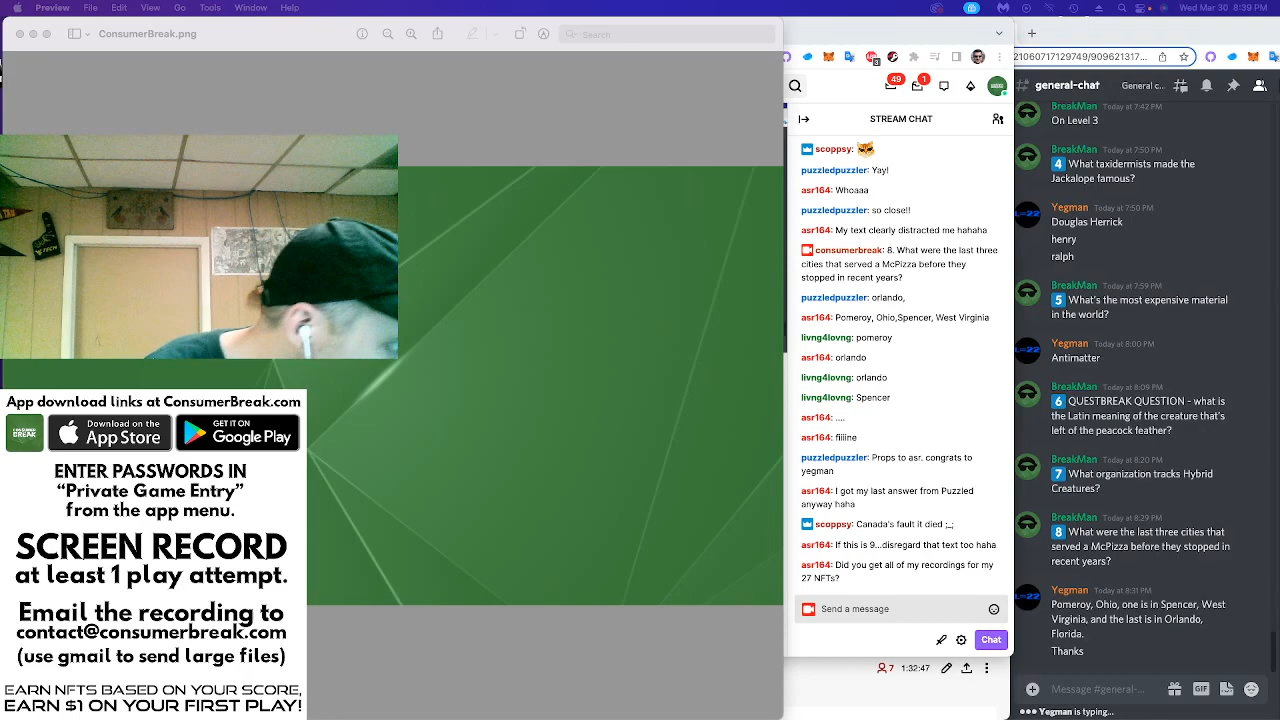 Preview File Edit View Go Tools Window Help
Wed Mar 30 8:39 PM
ConsumerBreak.png
Search
TECH
App download links at ConsumerBreak.com
CONSUMER BREAK
Download on the
App Store
GET IT ON
Google Play
ENTER PASSWORDS IN
“Private Game Entry”
from the app menu.
SCREEN RECORD
at least 1 play attempt.
Email the recording to
contact@consumerbreak.com
(use gmail to send large files)
EARN NFTS BASED ON YOUR SCORE,
EARN $1 ON YOUR FIRST PLAY!
21060717129749/909621317...
49
1
STREAM CHAT
scoppsy:
puzzledpuzzler: Yay!
asr164: Whoaaa
puzzledpuzzler: so close!!
asr164: My text clearly distracted me hahaha
consumerbreak: 8. What were the last three
cities that served a McPizza before they
stopped in recent years?
puzzledpuzzler: orlando,
asr164: Pomeroy, Ohio,Spencer, West Virginia
livng4lovng: pomeroy
asr164: orlando
livng4lovng: orlando
livng4lovng: Spencer
asr164: ....
asr164: fiiiine
puzzledpuzzler: Props to asr. congrats to
yegman
asr164: I got my last answer from Puzzled
anyway haha
scoppsy: Canada's fault it died ;_;
asr164: If this is 9...disregard that text too haha
asr164: Did you get all of my recordings for my
27 NFTs?
Send a message
Chat
7 1:32:47
general-chat General c...
BreakMan Today at 7:42 PM
On Level 3
BreakMan Today at 7:50 PM
4 What taxidermists made the
Jackalope famous?
Yegman Today at 7:50 PM
Douglas Herrick
henry
ralph
BreakMan Today at 7:59 PM
5 What's the most expensive material
in the world?
Yegman Today at 8:00 PM
Antimatter
BreakMan Today at 8:09 PM
6 QUESTBREAK QUESTION - what is
the Latin meaning of the creature that's
left of the peacock feather?
BreakMan Today at 8:20 PM
7 What organization tracks Hybrid
Creatures?
BreakMan Today at 8:29 PM
8 What were the last three cities that
served a McPizza before they stopped in
recent years?
Yegman Today at 8:31 PM
Pomeroy, Ohio, one is in Spencer, West
Virginia, and the last one is in Orlando,
Florida.
Thanks
Message #general-...
GIF
Yegman is typing...